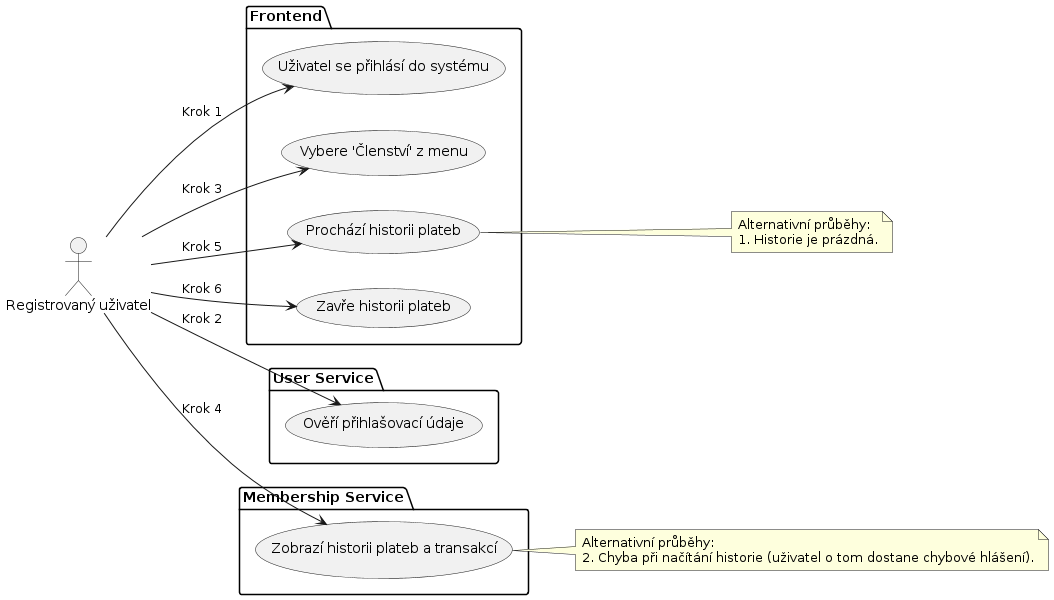 Frontend
Uživatel se přihlásí do systému
Krok 1
Vybere 'Členství' z menu
Krok 3
Prochází historii plateb
Krok 5
Alternativní průběhy:
1. Historie je prázdná.
Krok 6
Zavře historii plateb
Registrovaný uživatel
Krok 2
User Service
Ověří přihlašovací údaje
Krok 4
Membership Service
Zobrazí historii plateb a transakcí
Alternativní průběhy:
2. Chyba při načítání historie (uživatel o tom dostane chybové hlášení).